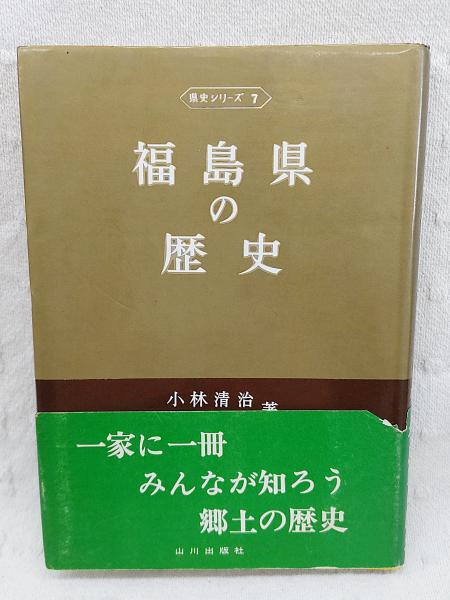 県史シリーズ 7
福島県
の
歴史
小林清治 著
一家に一冊
みんなが知ろう
郷土の歴史
山川出版社